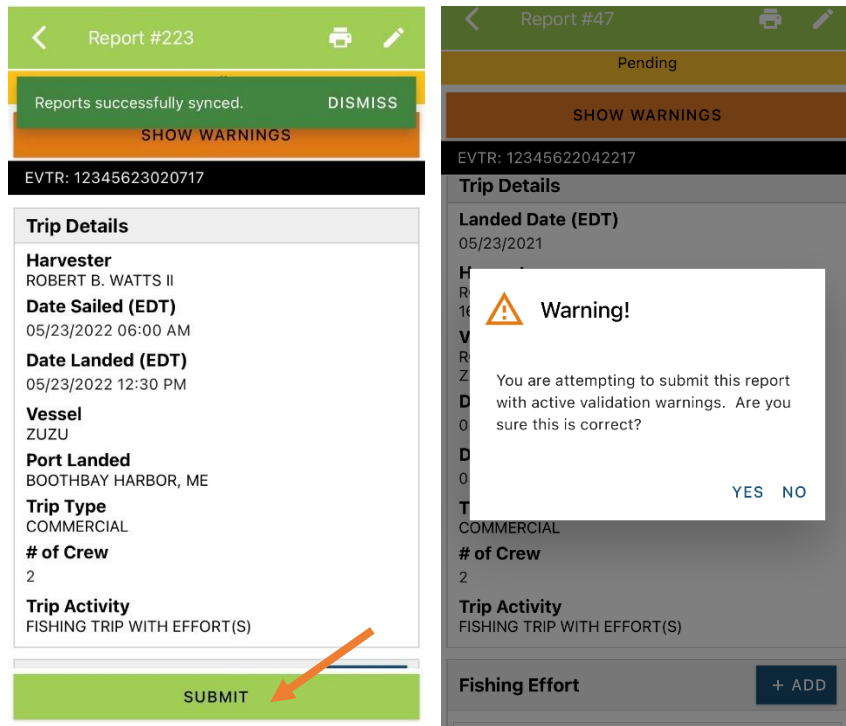 Report #223
Reports successfully synced.
DISMISS
SHOW WARNINGS
EVTR: 12345623020717
Trip Details
Harvester
ROBERT B. WATTS II
Date Sailed (EDT)
05/23/2022 06:00 AM
Date Landed (EDT)
05/23/2022 12:30 PM
Vessel
ZUZU
Port Landed
BOOTHBAY HARBOR, ME
Trip Type
COMMERCIAL
# of Crew
2
Trip Activity
FISHING TRIP WITH EFFORT(S)
SUBMIT
Report #47
Pending
SHOW WARNINGS
EVTR: 12345622042217
Trip Details
Landed Date (EDT)
05/23/2021
Warning!
You are attempting to submit this report
with active validation warnings. Are you
sure this is correct?
YES NO
COMMERCIAL
# of Crew
2
Trip Activity
FISHING TRIP WITH EFFORT(S)
Fishing Effort
+ ADD